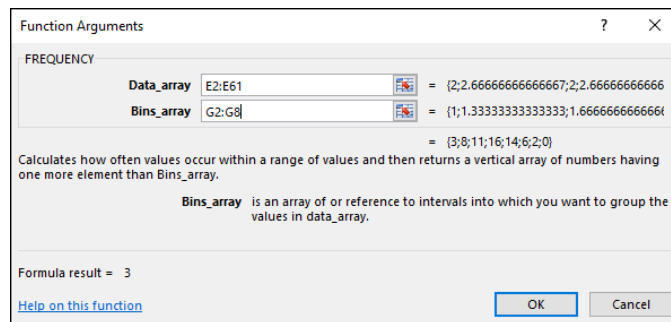 Function Arguments ? ×
FREQUENCY
Data_array E2:E61 = {2;2.66666666666667;2;2.66666666666
Bins_array G2:G8 = {1;1.33333333333333;1.666666666666
= {3;8;11;16;14;6;2;0}
Calculates how often values occur within a range of values and then returns a vertical array of numbers having
one more element than Bins_array.
Bins_array is an array of or reference to intervals into which you want to group the
values in data_array.
Formula result = 3
Help on this function OK Cancel